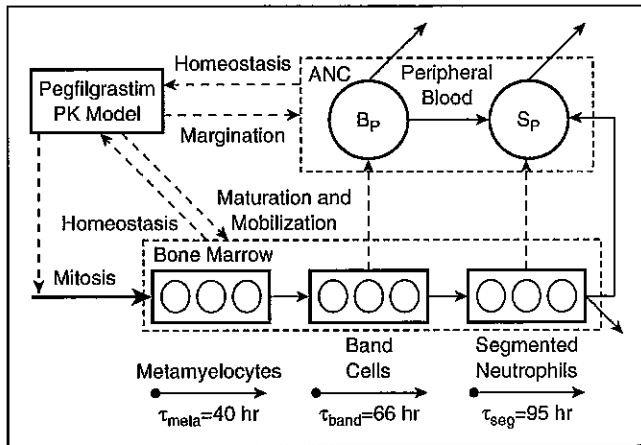 Homeostasis
ANC
Peripheral
Blood
Pegfilgrastim
PK Model
B_P
S_P
Margination
Maturation and
Mobilization
Homeostasis
Bone Marrow
Mitosis
Metamyelocytes
Band
Cells
Segmented
Neutrophils
τ_mela=40 hr
τ_band=66 hr
τ_seg=95 hr